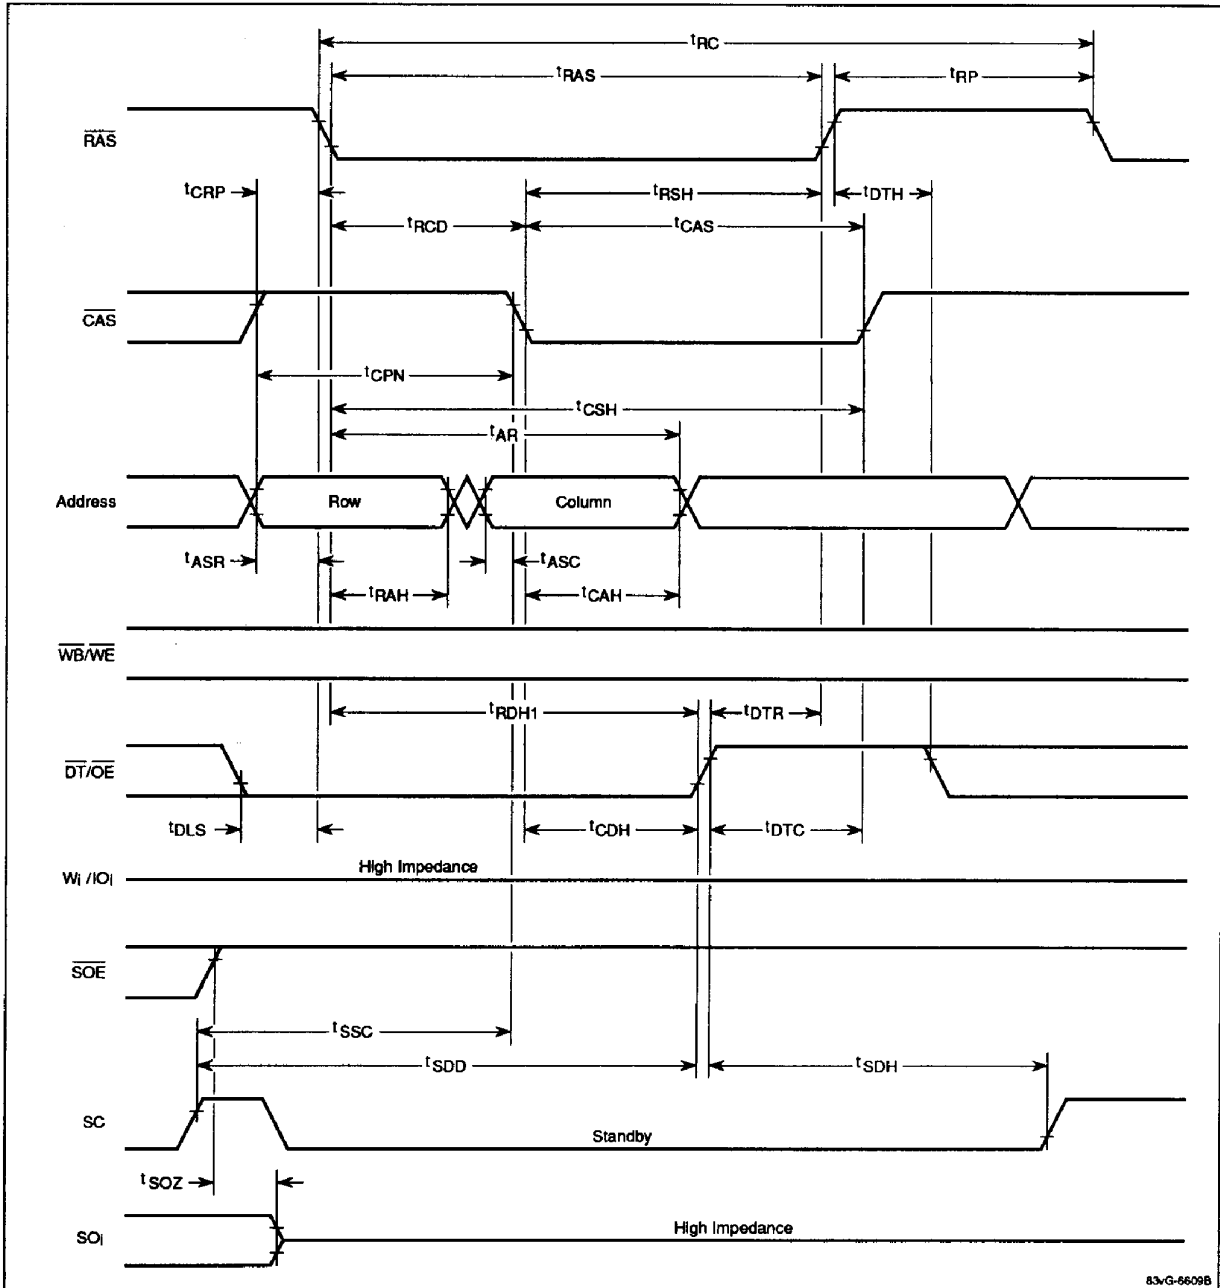 tRC
tRAS
tRP
RAS
tCRP
tRSH
tDTH
tRCD
tCAS
CAS
tCPN
tCSH
tAR
Address
Row
Column
tASR
tASC
tRAH
tCAH
WB/WE
tRDH1
tDTR
DT/OE
tDLS
tCDH
tDTC
High Impedance
Wi/IOi
SOE
tSSC
tSDD
tSDH
SC
Standby
tSOZ
SOi
High Impedance
83vG-6609B